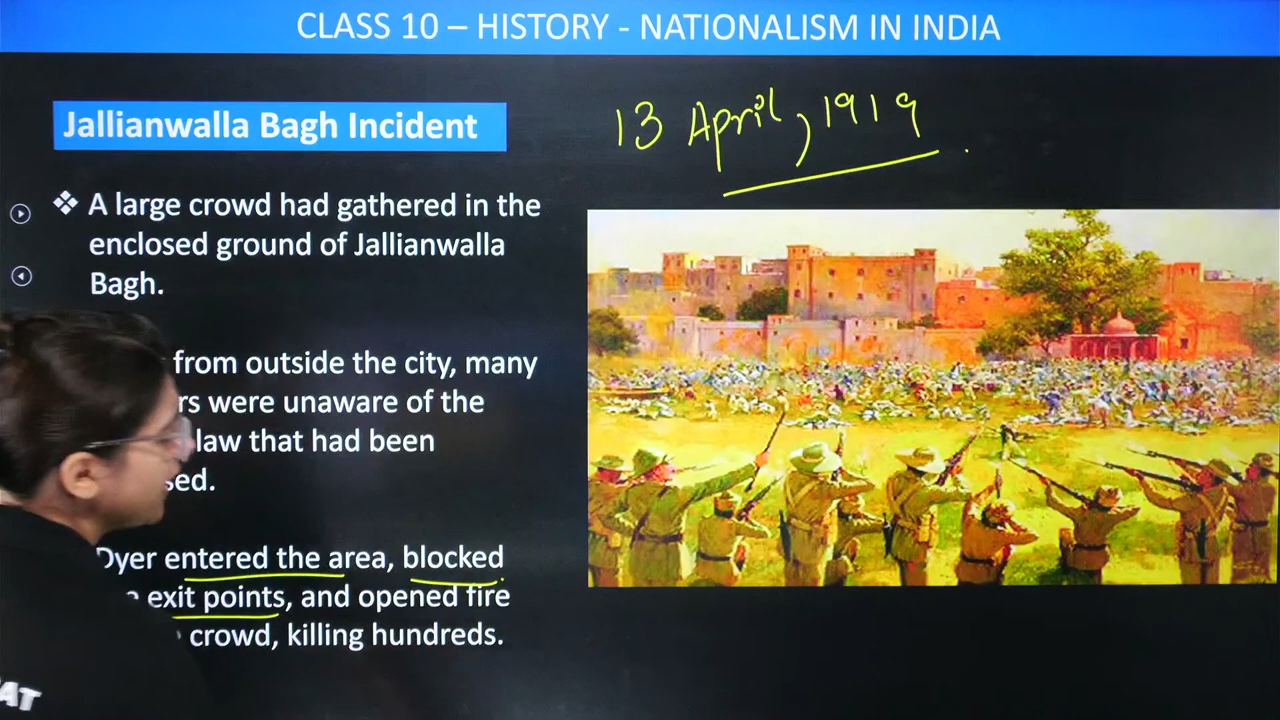 CLASS 10 – HISTORY - NATIONALISM IN INDIA
Jallianwalla Bagh Incident
13 April, 1919
❖ A large crowd had gathered in the
enclosed ground of Jallianwalla
Bagh.
from outside the city, many
were unaware of the
law that had been
Dyer entered the area, blocked
exit points, and opened fire
crowd, killing hundreds.